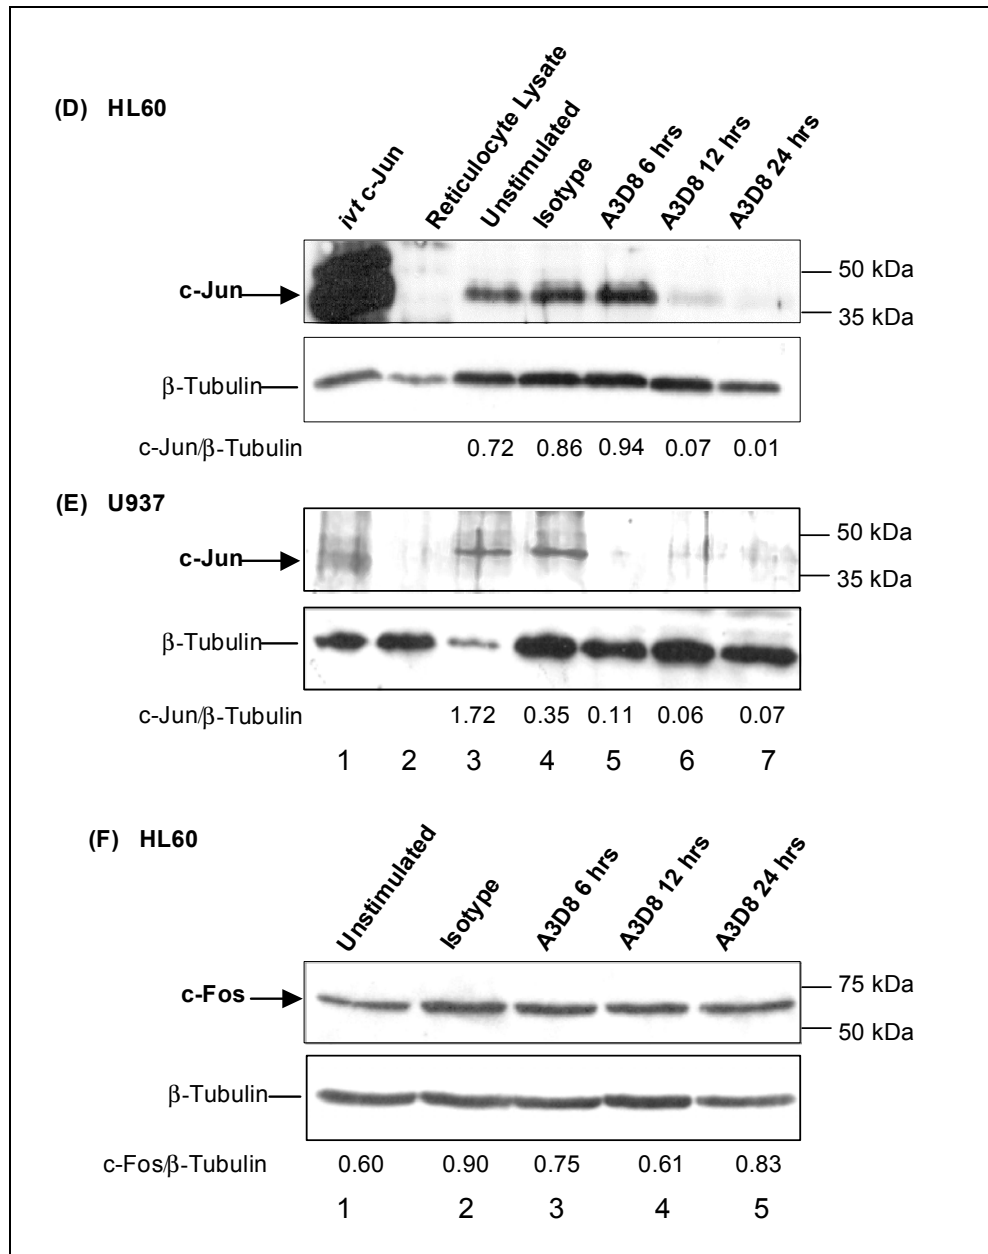 (D) HL60
ivt c-Jun
Reticulocyte Lysate
Unstimulated
Isotype
A3D8 6 hrs
A3D8 12 hrs
A3D8 24 hrs
c-Jun
50 kDa
35 kDa
β-Tubulin
c-Jun/β-Tubulin 0.72 0.86 0.94 0.07 0.01
(E) U937
c-Jun
50 kDa
35 kDa
β-Tubulin
c-Jun/β-Tubulin 1.72 0.35 0.11 0.06 0.07
1 2 3 4 5 6 7
(F) HL60
Unstimulated
Isotype
A3D8 6 hrs
A3D8 12 hrs
A3D8 24 hrs
c-Fos
75 kDa
50 kDa
β-Tubulin
c-Fos/β-Tubulin 0.60 0.90 0.75 0.61 0.83
1 2 3 4 5